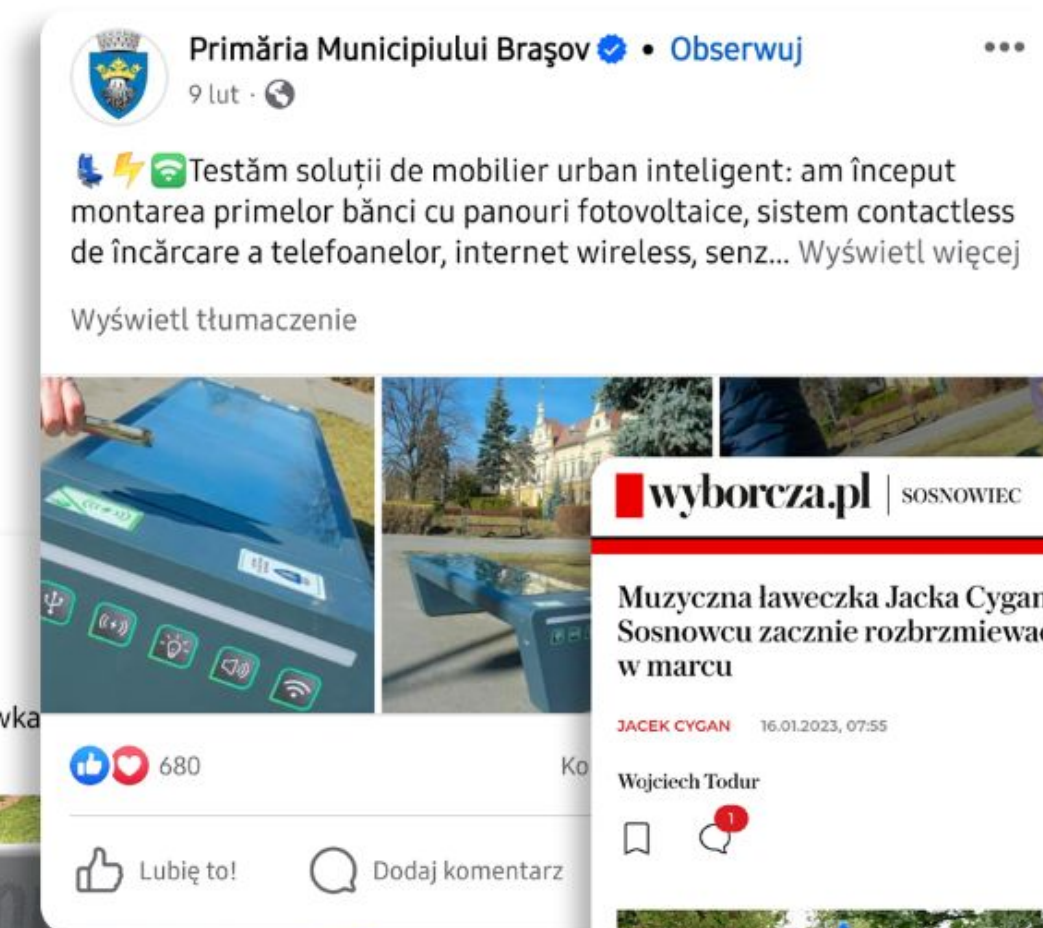 Primăria Municipiului Braşov • Obserwuj
9 lut ·
Testăm soluții de mobilier urban inteligent: am început
montarea primelor bănci cu panouri fotovoltaice, sistem contactless
de încărcare a telefoanelor, internet wireless, senz... Wyświetl więcej
Wyświetl tłumaczenie
680
Ko
Lubię to!
Dodaj komentarz
wyborcza.pl | SOSNOWIEC
Muzyczna ławeczka Jacka Cygan
Sosnowcu zacznie rozbrzmiewać
w marcu
JACEK CYGAN 16.01.2023, 07:55
Wojciech Todur
1
wka